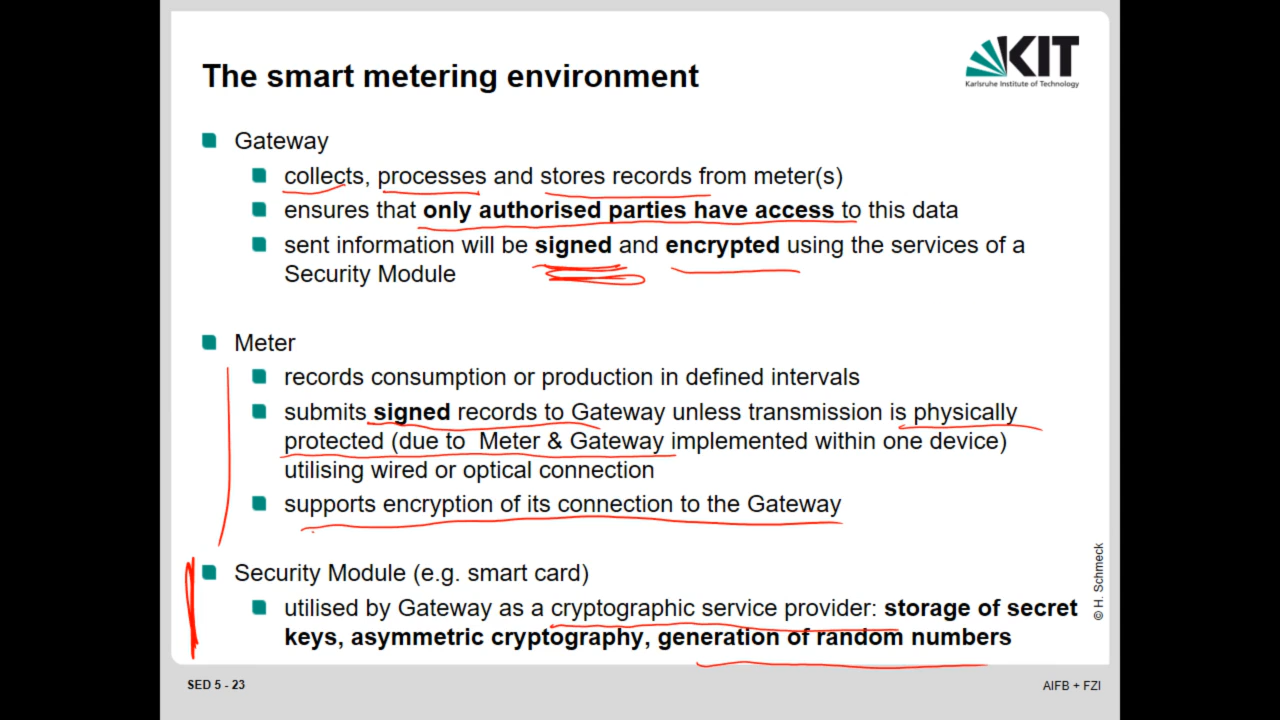 The smart metering environment
KIT
Karlsruhe Institute of Technology
Gateway
collects, processes and stores records from meter(s)
ensures that only authorised parties have access to this data
sent information will be signed and encrypted using the services of a
Security Module
Meter
records consumption or production in defined intervals
submits signed records to Gateway unless transmission is physically
protected (due to Meter & Gateway implemented within one device)
utilising wired or optical connection
supports encryption of its connection to the Gateway
Security Module (e.g. smart card)
utilised by Gateway as a cryptographic service provider: storage of secret
keys, asymmetric cryptography, generation of random numbers
© H. Schmeck
SED 5 - 23
AIFB + FZI